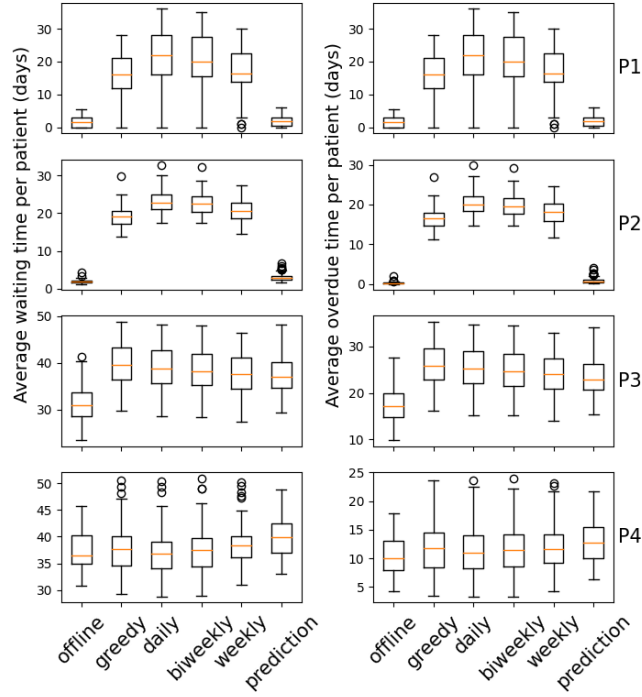 Average waiting time per patient (days)
30
20
10
0
30
20
10
0
50
40
30
50
45
40
35
30
offline
greedy
daily
biweekly
weekly
prediction
Average overdue time per patient (days)
30
20
10
0
30
20
10
0
30
20
10
25
20
15
10
5
offline
greedy
daily
biweekly
weekly
prediction
P1
P2
P3
P4